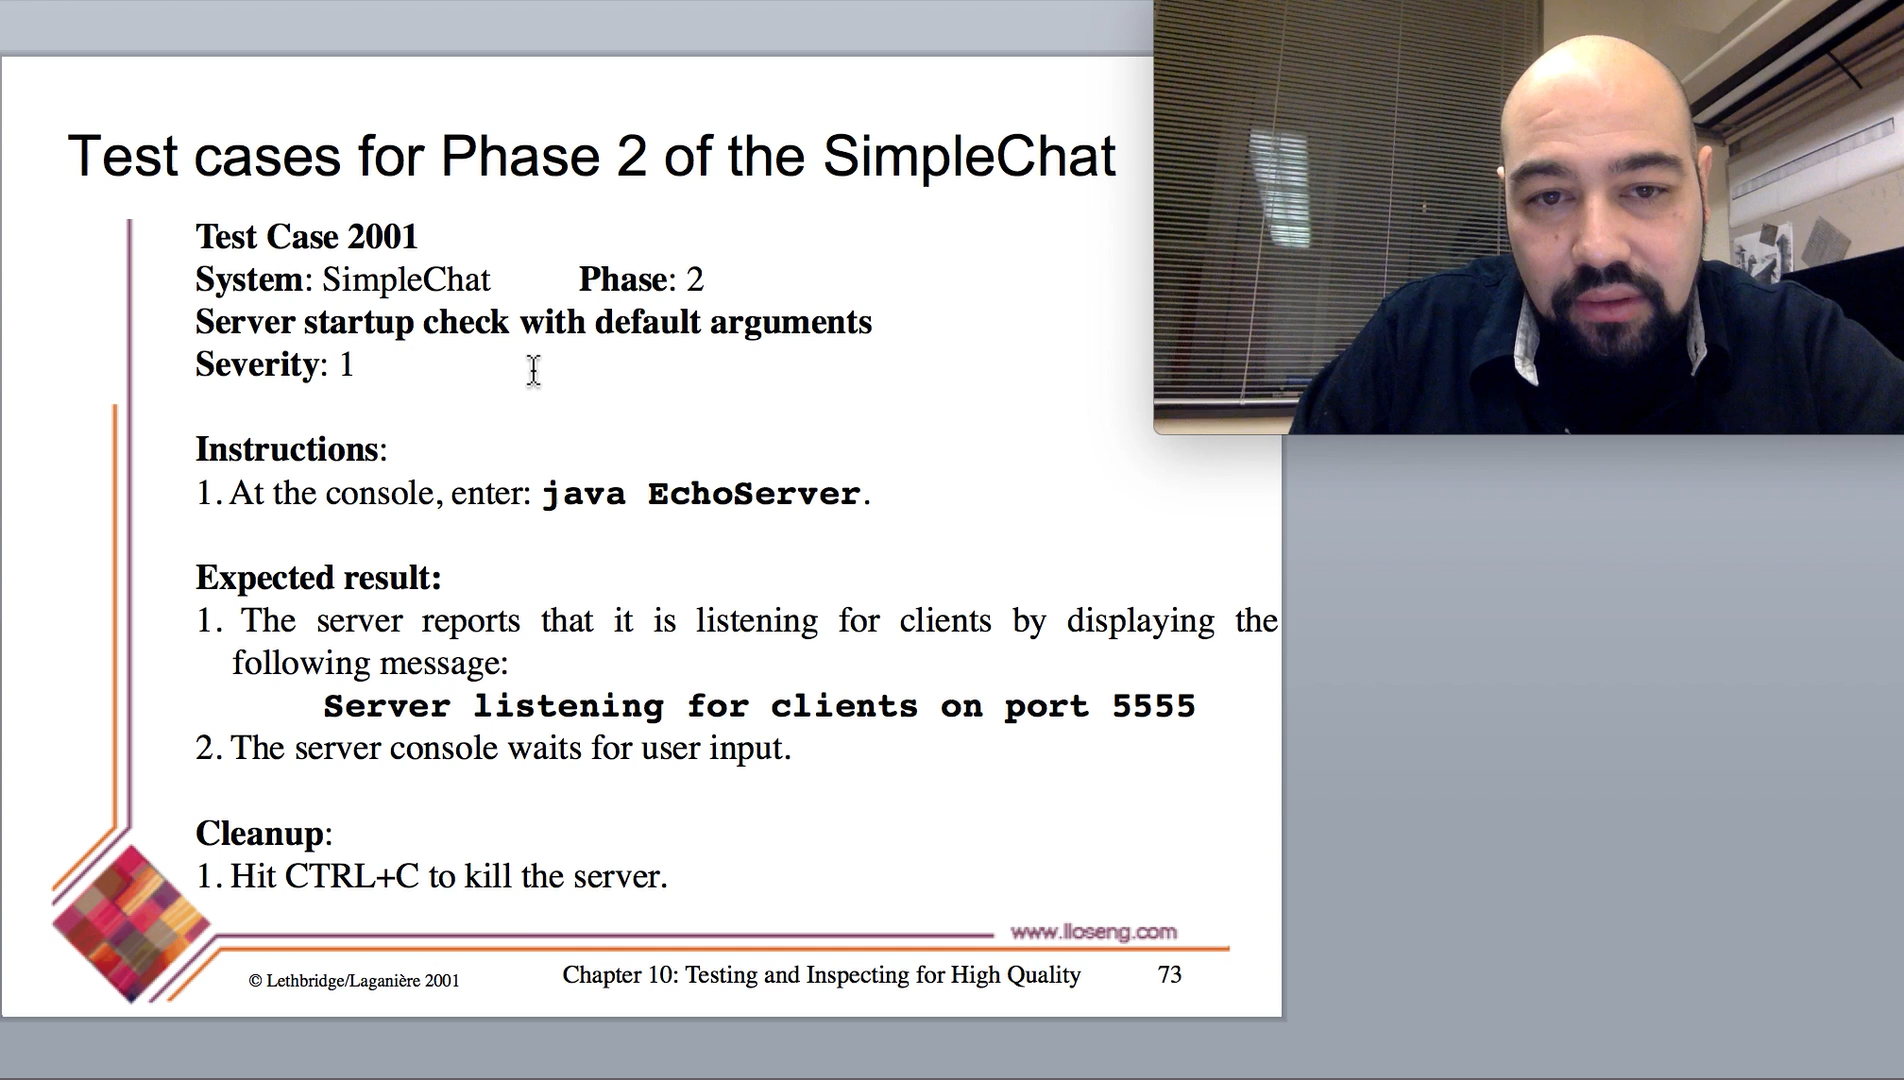 Test cases for Phase 2 of the SimpleChat
Test Case 2001
System: SimpleChat Phase: 2
Server startup check with default arguments
Severity: 1
Instructions:
1. At the console, enter: java EchoServer.
Expected result:
1. The server reports that it is listening for clients by displaying the
following message:
Server listening for clients on port 5555
2. The server console waits for user input.
Cleanup:
1. Hit CTRL+C to kill the server.
www.lloseng.com
© Lethbridge/Laganière 2001
Chapter 10: Testing and Inspecting for High Quality
73